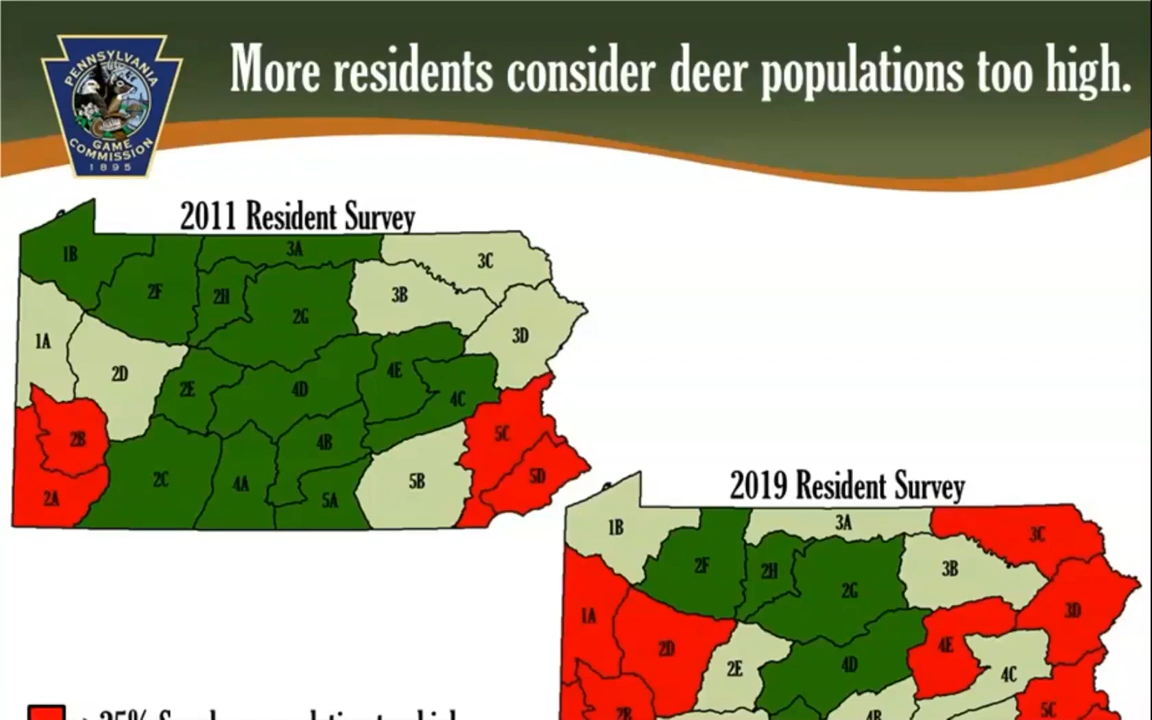 More residents consider deer populations too high.
PENNSYLVANIA
GAME
COMMISSION
1895
2011 Resident Survey
1B
3A
3C
2F
2H
3B
2G
1A
3D
2D
4E
2E
4D
4C
2B
5C
4B
2C
4A
5B
5D
2A
5A
2019 Resident Survey
1B
3A
3C
2F
2H
3B
2G
1A
3D
2D
4E
2E
4D
4C
2B
4B
5C